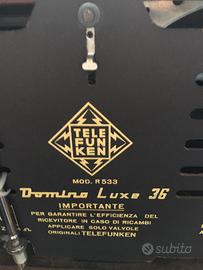 TELE
FUN
KEN
MOD. R533
Domino Luxe 36
IMPORTANTE
PER GARANTIRE L'EFFICIENZA DEL
RICEVITORE IN CASO DI RICAMBI
APPLICARE SOLO VALVOLE
ORIGINALI TELEFUNKEN
subito